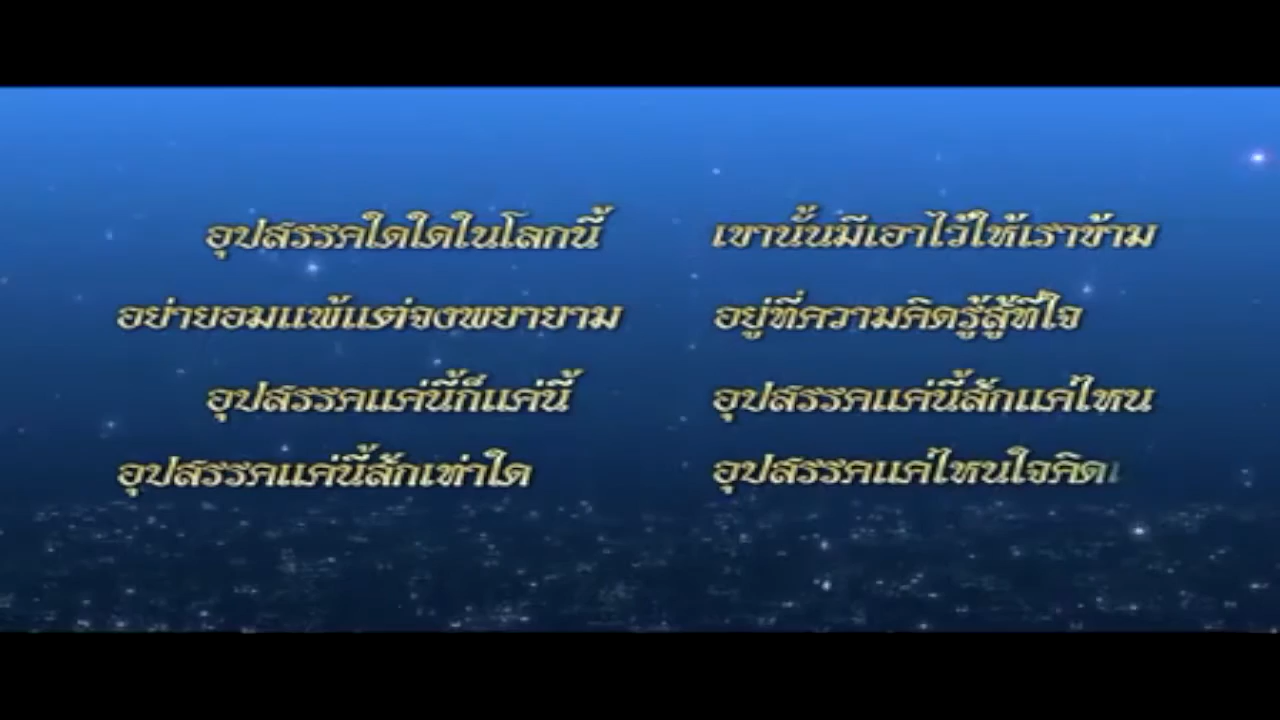 อุปสรรคใดใดในโลกนี้ เขานั้นมีเอาไว้ให้เราข้าม
อย่ายอมแพ้แต่จงพยายาม อยู่ที่ความคิดรู้สู้ที่ใจ
อุปสรรคแค่นี้ก็แค่นี้ อุปสรรคแค่นี้สักแค่ไหน
อุปสรรคแค่นี้สักเท่าใด อุปสรรคแค่ไหนใจคิดเ